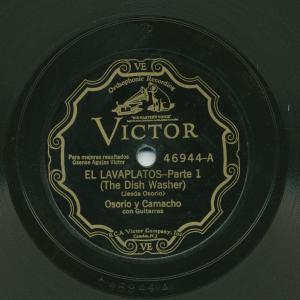 VE
Orthophonic Recording
"HIS MASTER'S VOICE"
VICTOR
Para mejores resultados
Úsense Agujas Victor
46944-A
EL LAVAPLATOS—Parte 1
(The Dish Washer)
(Jesús Osorio)
Osorio y Camacho
con Guitarras
R.C.A Victor Company, Inc.
Camden, N.J.
VE
46944-A